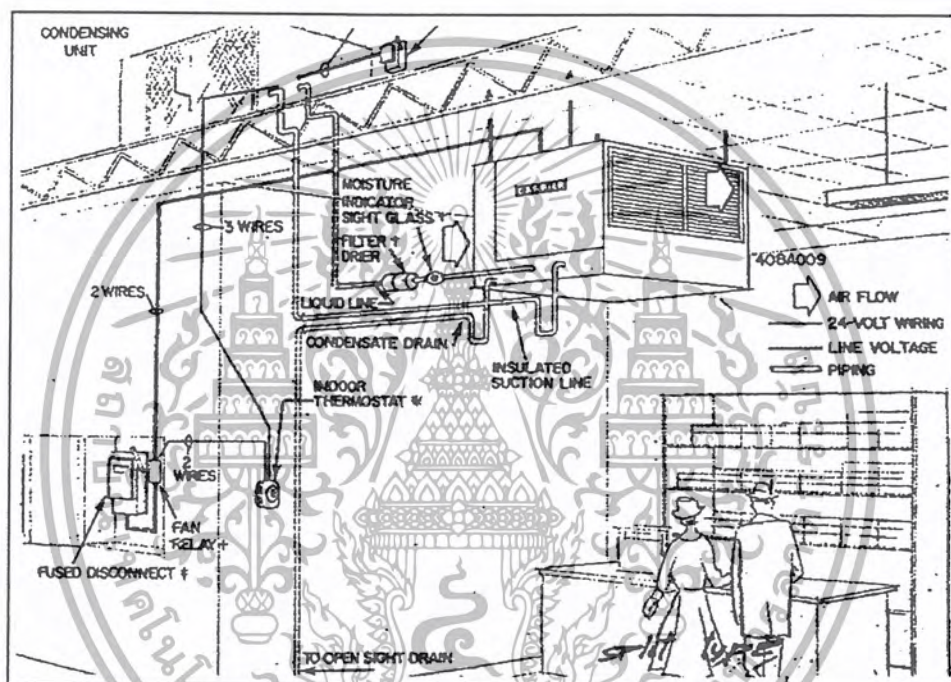 CONDENSING
UNIT
MOISTURE
INDICATOR
SIGHT GLASS
FILTER
DRIER
3 WIRES
40BA009
2 WIRES
LIQUID LINE
AIR FLOW
24-VOLT WIRING
CONDENSATE DRAIN
LINE VOLTAGE
INSULATED
SUCTION LINE
PIPING
INDOOR
THERMOSTAT *
2
WIRES
FAN
RELAY
FUSED DISCONNECT
TO OPEN SIGHT DRAIN